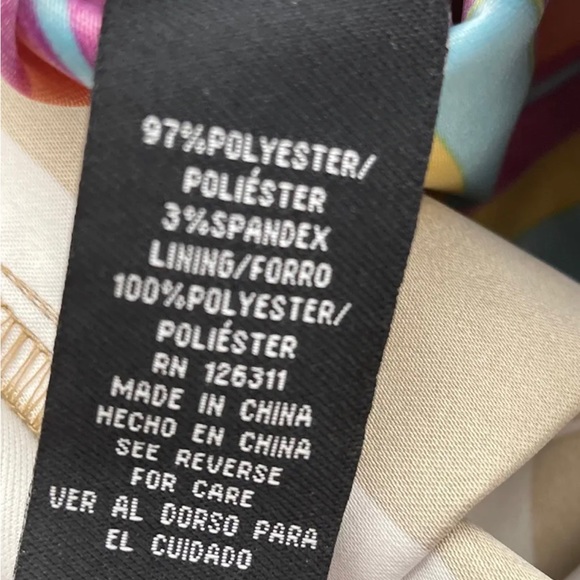 97%POLYESTER/
POLIÉSTER
3%SPANDEX
LINING/FORRO
100%POLYESTER/
POLIÉSTER
RN 126311
MADE IN CHINA
HECHO EN CHINA
SEE REVERSE
FOR CARE
VER AL DORSO PARA
EL CUIDADO